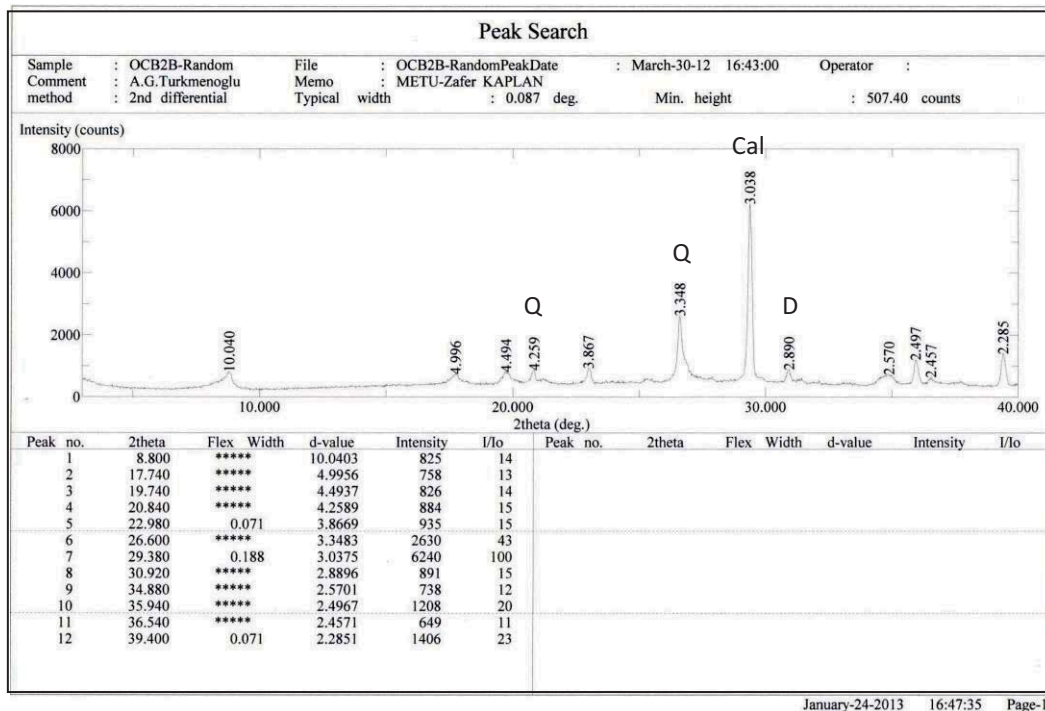 Peak Search
Sample : OCB2B-Random File : OCB2B-RandomPeakDate : March-30-12 16:43:00 Operator :
Comment : A.G.Turkmenoglu Memo : METU-Zafer KAPLAN
method : 2nd differential Typical width : 0.087 deg. Min. height : 507.40 counts
Intensity (counts)
8000
6000
4000
2000
0
10.040
4.996
4.494
4.259
Q
3.867
3.348
Q
3.038
Cal
2.890
D
2.570
2.497
2.457
2.285
10.000 20.000 30.000 40.000
2theta (deg.)
Peak no. 2theta Flex Width d-value Intensity I/Io Peak no. 2theta Flex Width d-value Intensity I/Io
1 8.800 ***** 10.0403 825 14
2 17.740 ***** 4.9956 758 13
3 19.740 ***** 4.4937 826 14
4 20.840 ***** 4.2589 884 15
5 22.980 0.071 3.8669 935 15
6 26.600 ***** 3.3483 2630 43
7 29.380 0.188 3.0375 6240 100
8 30.920 ***** 2.8896 891 15
9 34.880 ***** 2.5701 738 12
10 35.940 ***** 2.4967 1208 20
11 36.540 ***** 2.4571 649 11
12 39.400 0.071 2.2851 1406 23
January-24-2013 16:47:35 Page-1